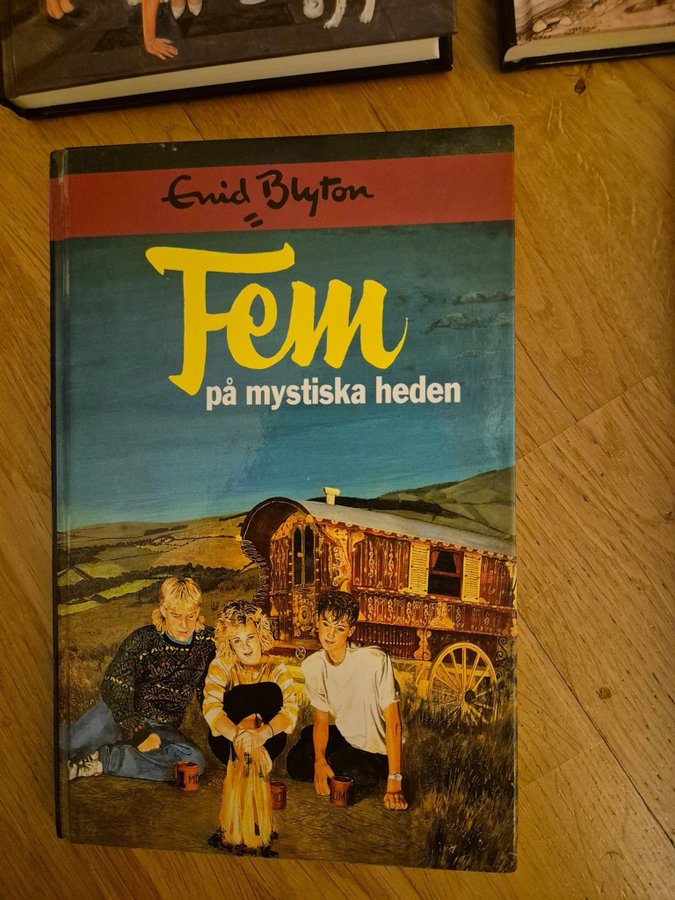 Enid Blyton
Fem
på mystiska heden